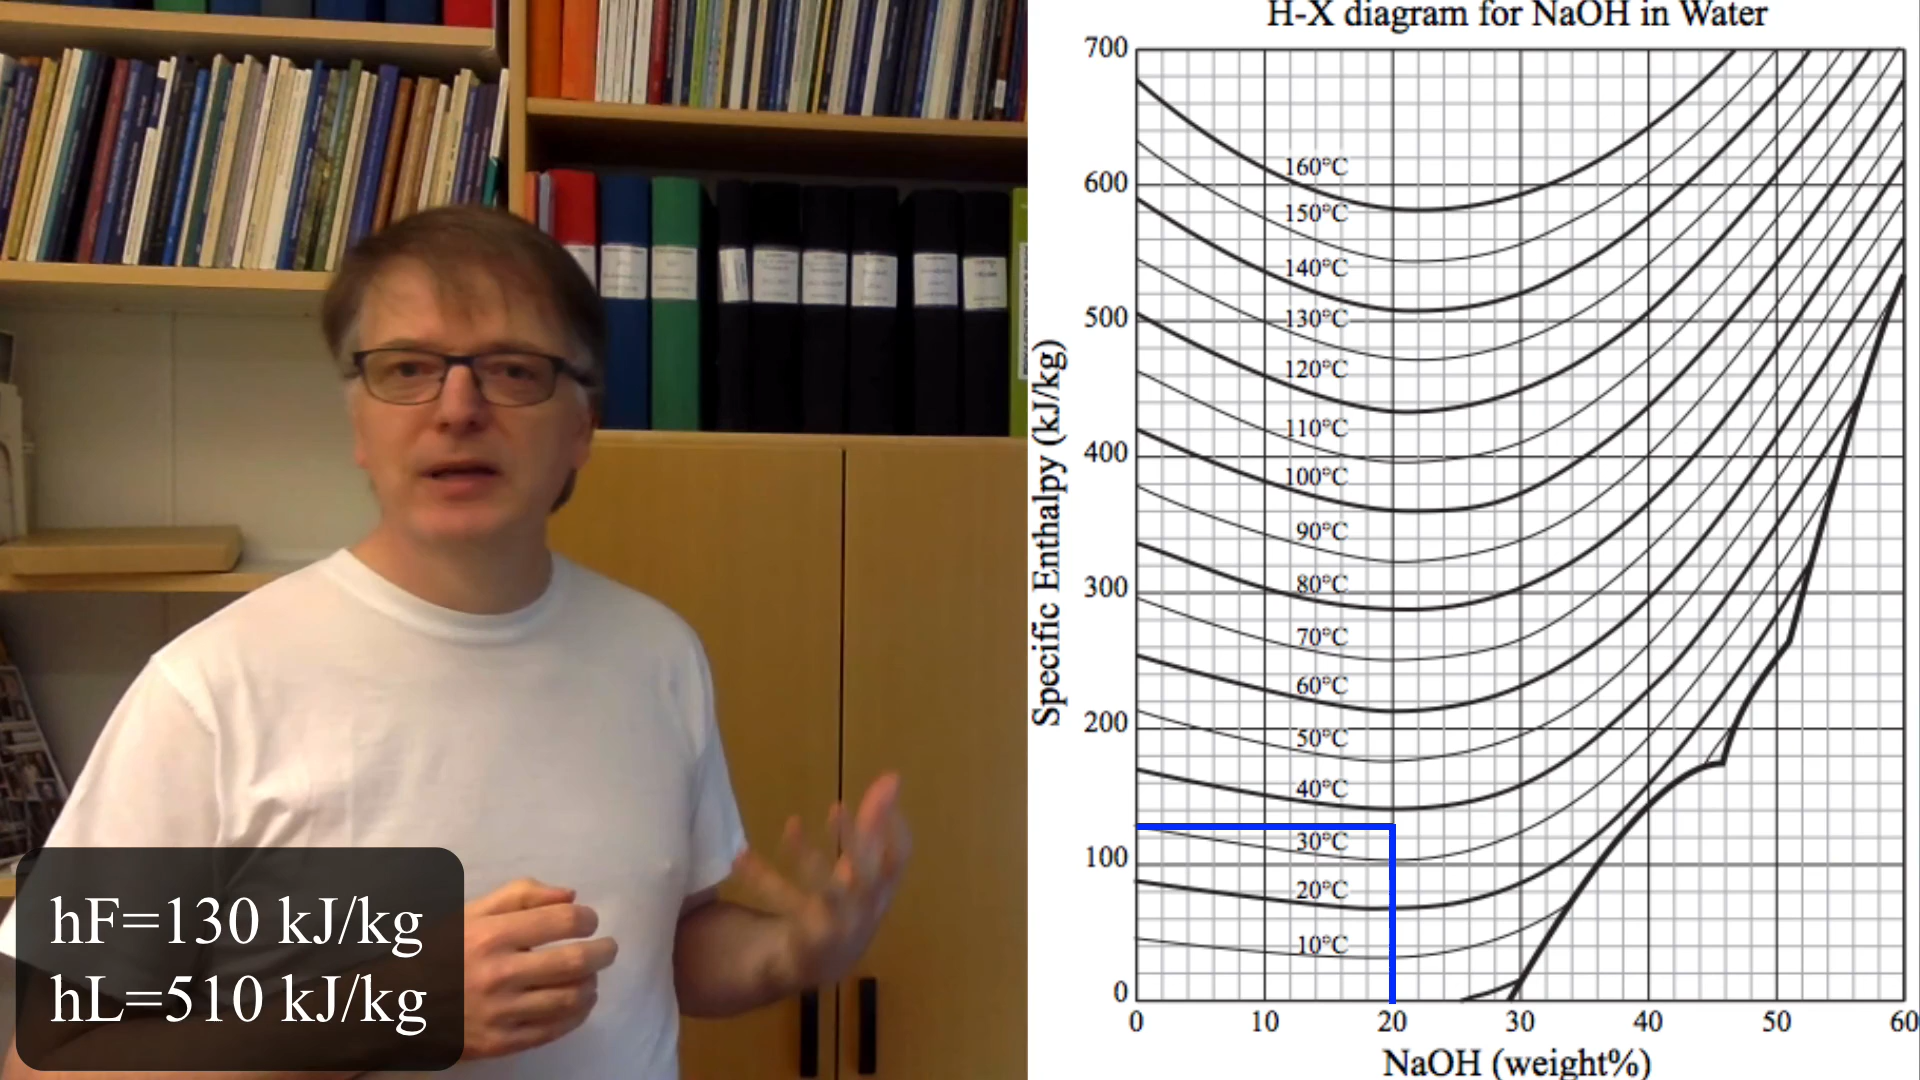 hF=130 kJ/kg
hL=510 kJ/kg
H-X diagram for NaOH in Water
Specific Enthalpy (kJ/kg)
700
600
500
400
300
200
100
0
160°C
150°C
140°C
130°C
120°C
110°C
100°C
90°C
80°C
70°C
60°C
50°C
40°C
30°C
20°C
10°C
0 10 20 30 40 50 60
NaOH (weight%)